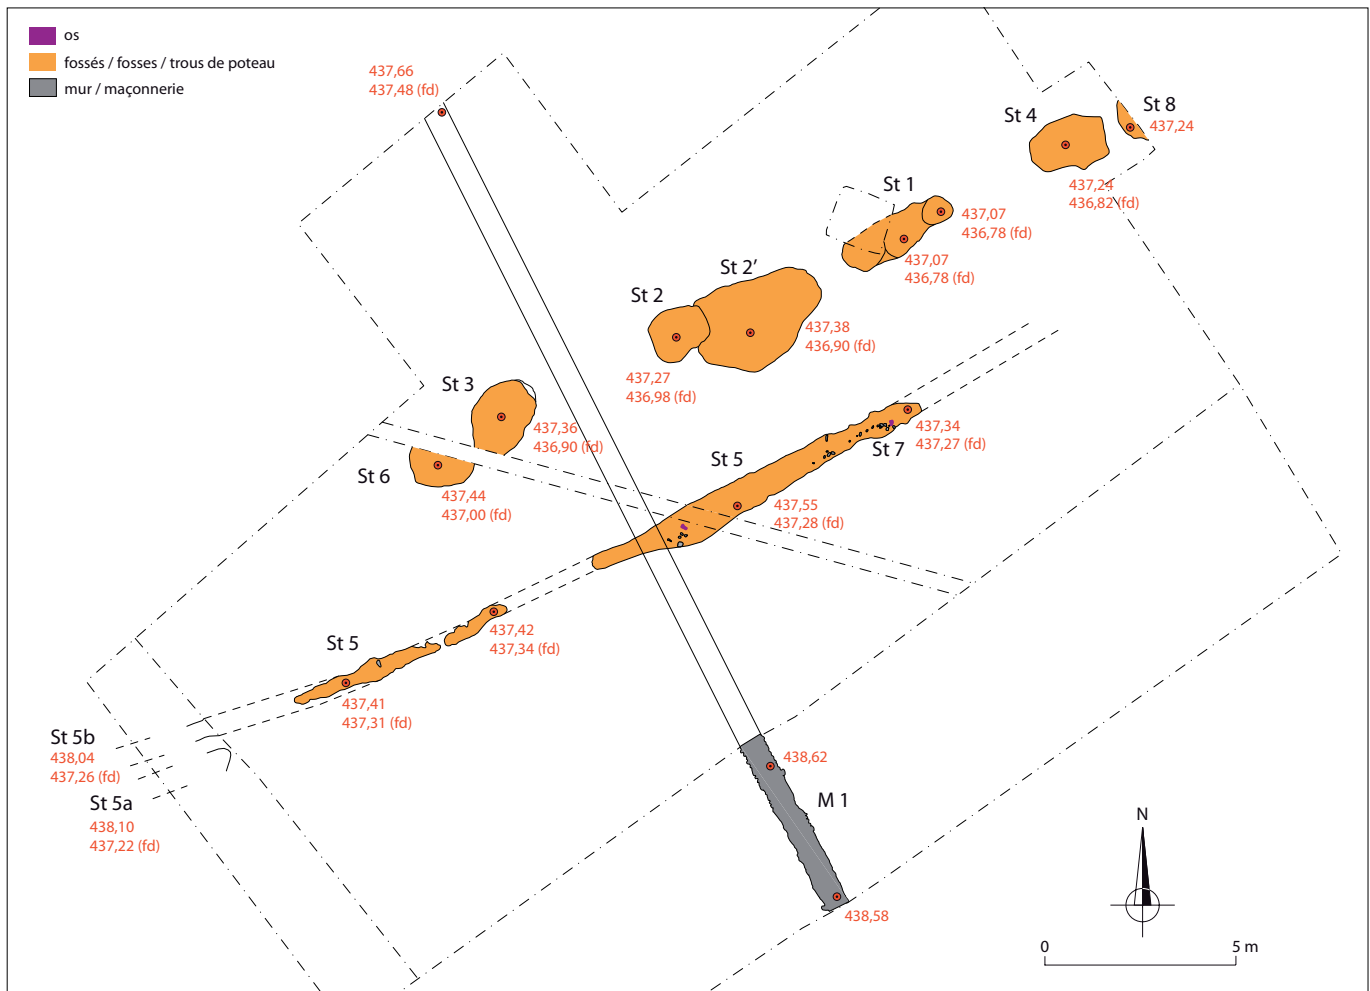 os
fossés / fosses / trous de poteau
mur / maçonnerie
437,66
437,48 (fd)
St 4
St 8
437,24
437,24
436,82 (fd)
St 1
437,07
436,78 (fd)
437,07
436,78 (fd)
St 2
St 2’
437,38
436,90 (fd)
437,27
436,98 (fd)
St 3
437,36
436,90 (fd)
St 6
437,44
437,00 (fd)
St 5
St 7
437,34
437,27 (fd)
437,55
437,28 (fd)
St 5
437,42
437,34 (fd)
437,41
437,31 (fd)
St 5b
438,04
437,26 (fd)
St 5a
438,10
437,22 (fd)
438,62
M 1
438,58
N
0 5 m